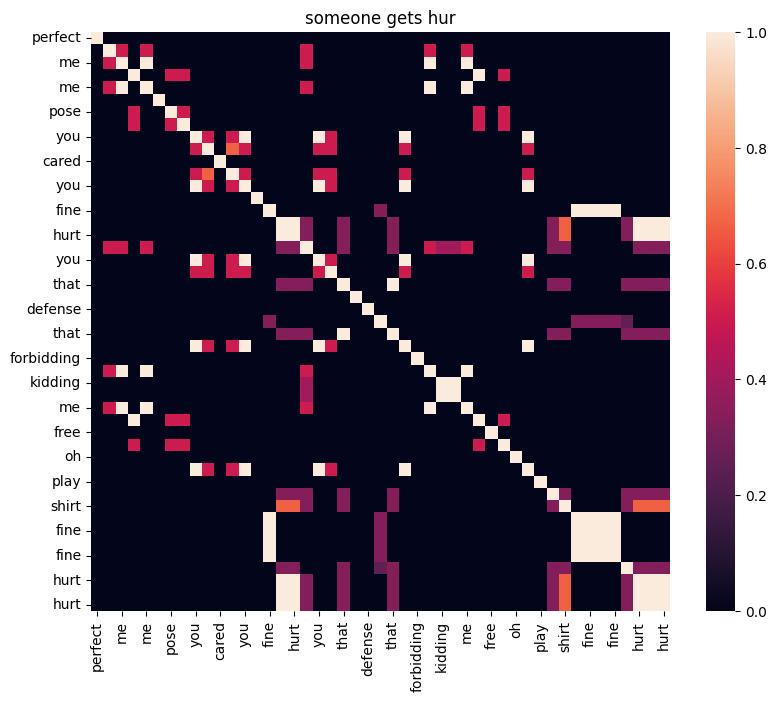 someone gets hur
perfect
me
me
pose
you
cared
you
fine
hurt
you
that
defense
that
forbidding
kidding
me
free
oh
play
shirt
fine
fine
hurt
hurt
1.0
0.8
0.6
0.4
0.2
0.0
perfect
me
me
pose
you
cared
you
fine
hurt
you
that
defense
that
forbidding
kidding
me
free
oh
play
shirt
fine
fine
hurt
hurt